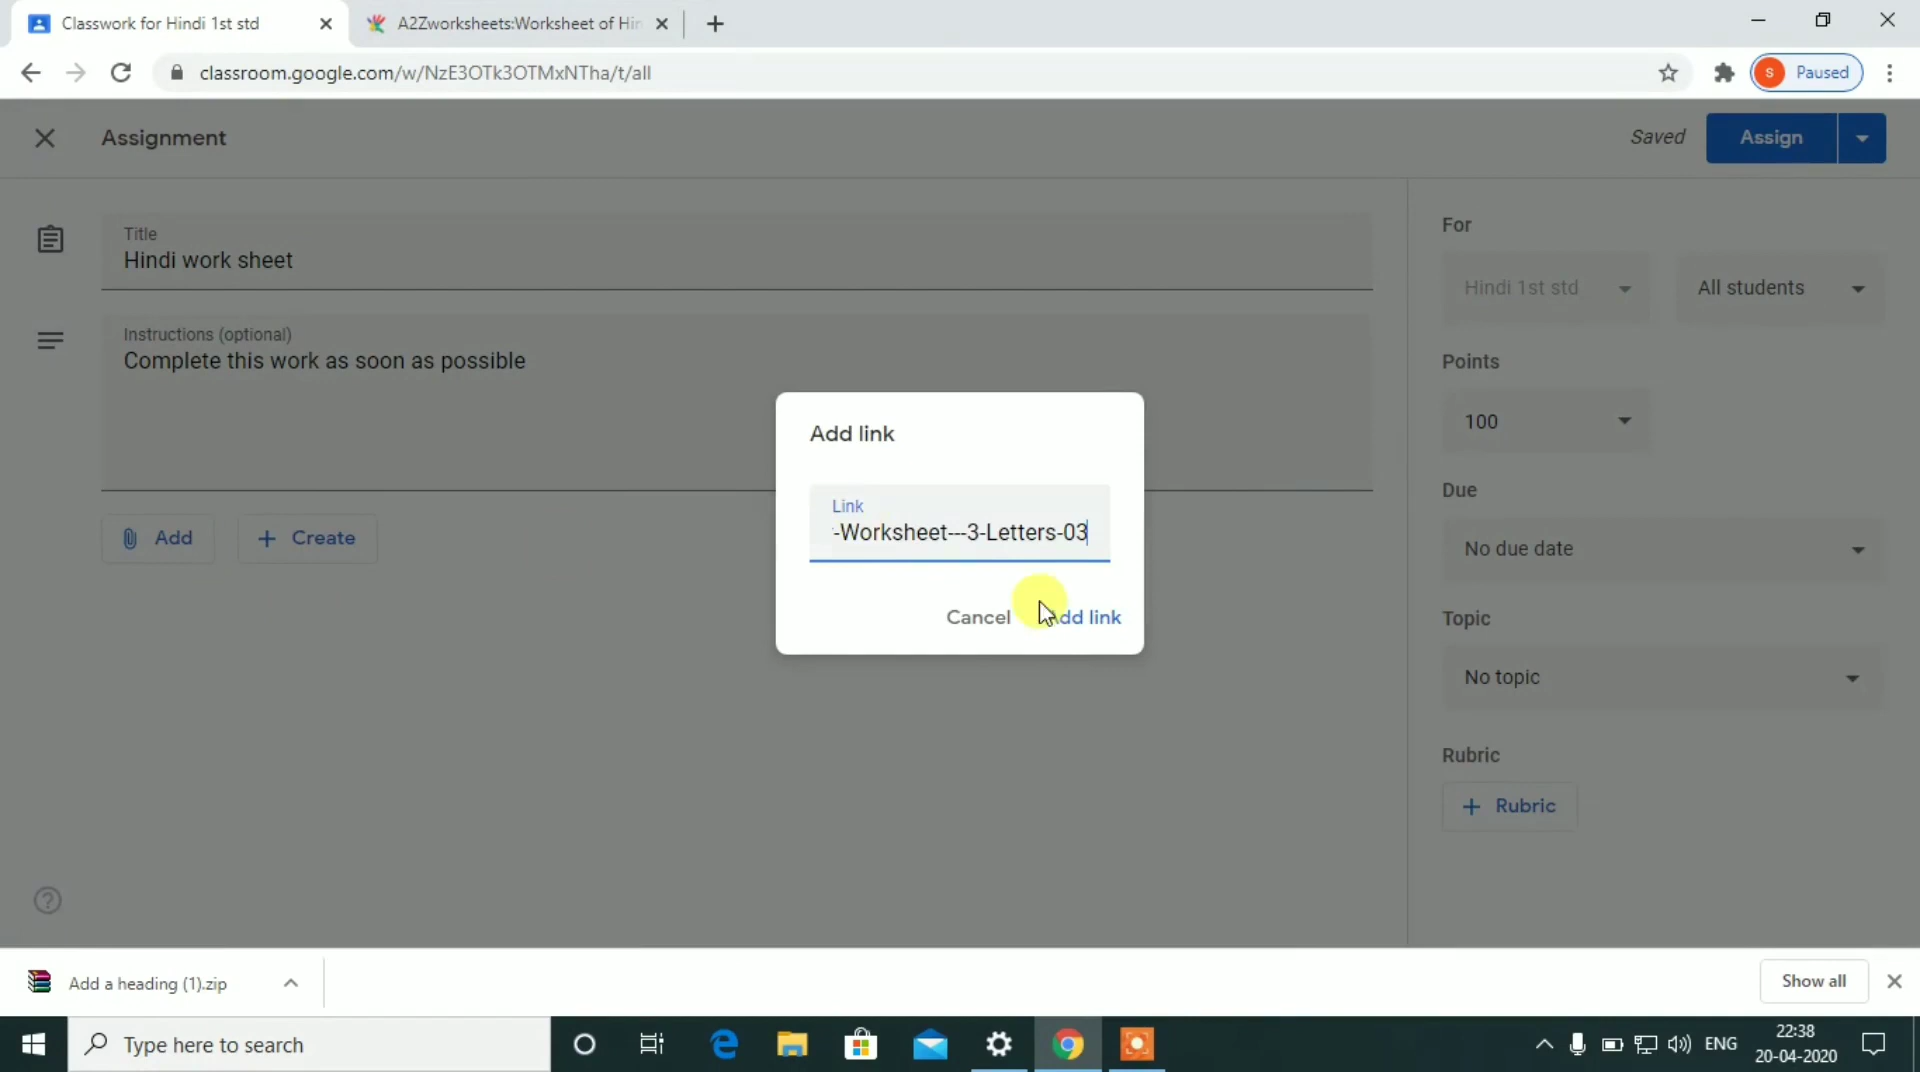 Classwork for Hindi 1st std
A2Zworksheets:Worksheet of Hin
classroom.google.com/w/NzE3OTk3OTMxNTha/t/all
S
Paused
Assignment
Saved
Assign
Title
Hindi work sheet
Instructions (optional)
Complete this work as soon as possible
Add
Create
For
Hindi 1st std
All students
Points
100
Due
No due date
Topic
No topic
Rubric
Rubric
Add link
Link
-Worksheet---3-Letters-03
Cancel
Add link
Add a heading (1).zip
Show all
Type here to search
ENG
22:38
20-04-2020